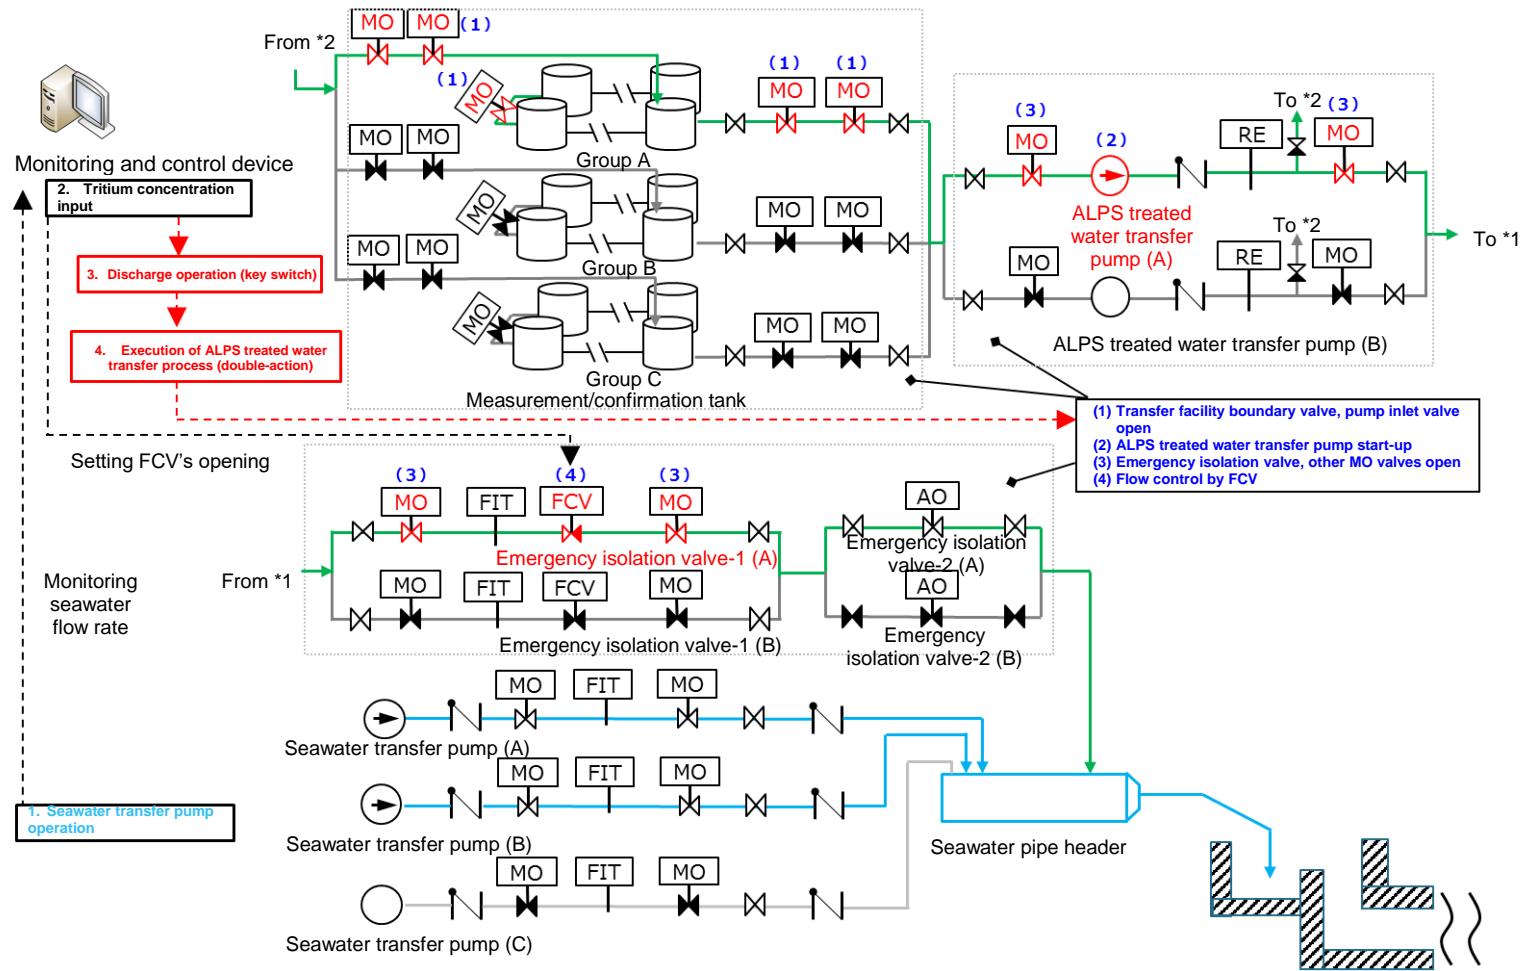 MO
MO
(1)
From *2
(1)
MO
(1)
(1)
MO
MO
Group A
MO
MO
MO
Group B
MO
MO
MO
MO
MO
Group C
MO
MO
Measurement/confirmation tank
Monitoring and control device
2. Tritium concentration
input
3. Discharge operation (key switch)
4. Execution of ALPS treated water
transfer process (double-action)
To *2
(3)
(3)
(2)
MO
RE
MO
ALPS treated
water transfer
pump (A)
To *2
MO
RE
MO
To *1
ALPS treated water transfer pump (B)
(1) Transfer facility boundary valve, pump inlet valve
open
(2) ALPS treated water transfer pump start-up
(3) Emergency isolation valve, other MO valves open
(4) Flow control by FCV
Setting FCV's opening
(3)
(4)
(3)
MO
FIT
FCV
MO
AO
Emergency isolation valve-1 (A)
Emergency isolation
valve-2 (A)
From *1
MO
FIT
FCV
MO
AO
Emergency isolation valve-1 (B)
Emergency
isolation valve-2 (B)
Monitoring
seawater
flow rate
MO
FIT
MO
Seawater transfer pump (A)
MO
FIT
MO
Seawater transfer pump (B)
1. Seawater transfer pump
operation
Seawater pipe header
MO
FIT
MO
Seawater transfer pump (C)